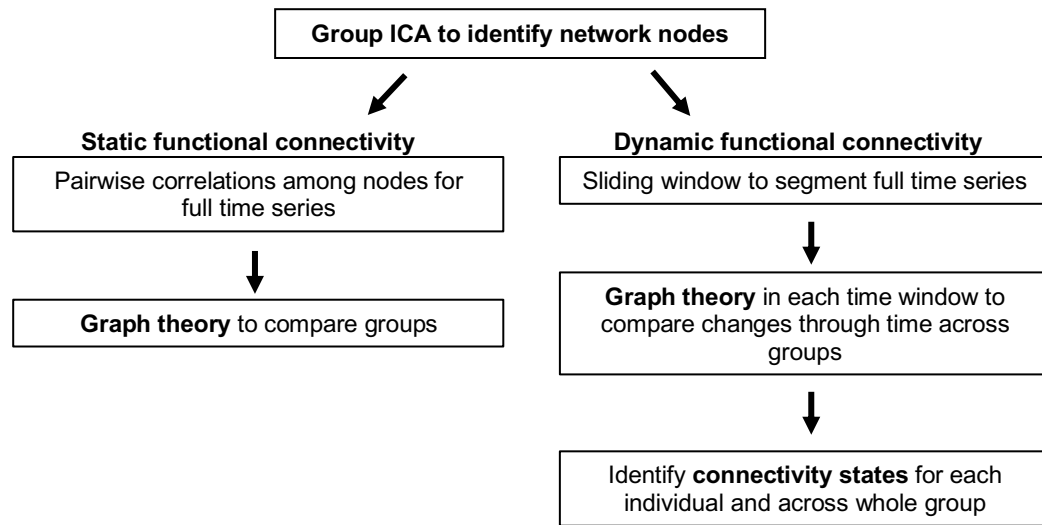 Group ICA to identify network nodes
Static functional connectivity
Pairwise correlations among nodes for
full time series
Graph theory to compare groups
Dynamic functional connectivity
Sliding window to segment full time series
Graph theory in each time window to
compare changes through time across
groups
Identify connectivity states for each
individual and across whole group